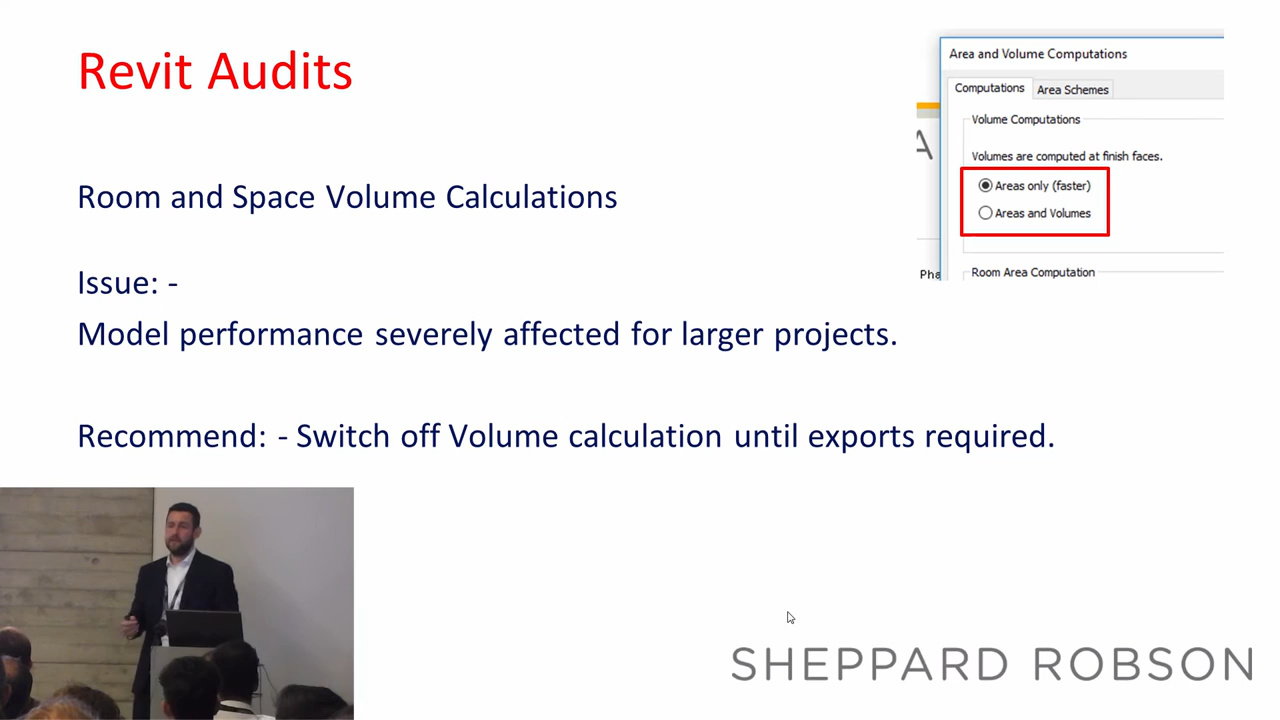 Revit Audits
Area and Volume Computations
Computations
Area Schemes
Volume Computations
Volumes are computed at finish faces.
Areas only (faster)
Areas and Volumes
Room Area Computation
A
Pha
Room and Space Volume Calculations
Issue: -
Model performance severely affected for larger projects.
Recommend: - Switch off Volume calculation until exports required.
SHEPPARD ROBSON